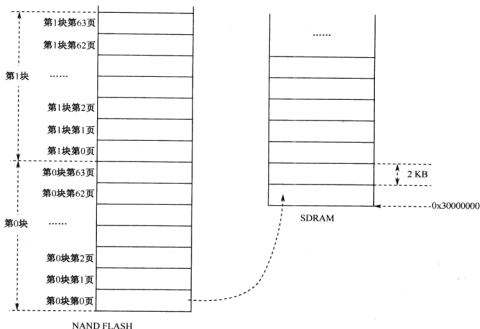 第1块第63页
第1块第62页
……
第1块第2页
第1块第1页
第1块第0页
第0块第63页
第0块第62页
……
第0块第2页
第0块第1页
第0块第0页
第1块
第0块
NAND FLASH
……
2 KB
0x30000000
SDRAM